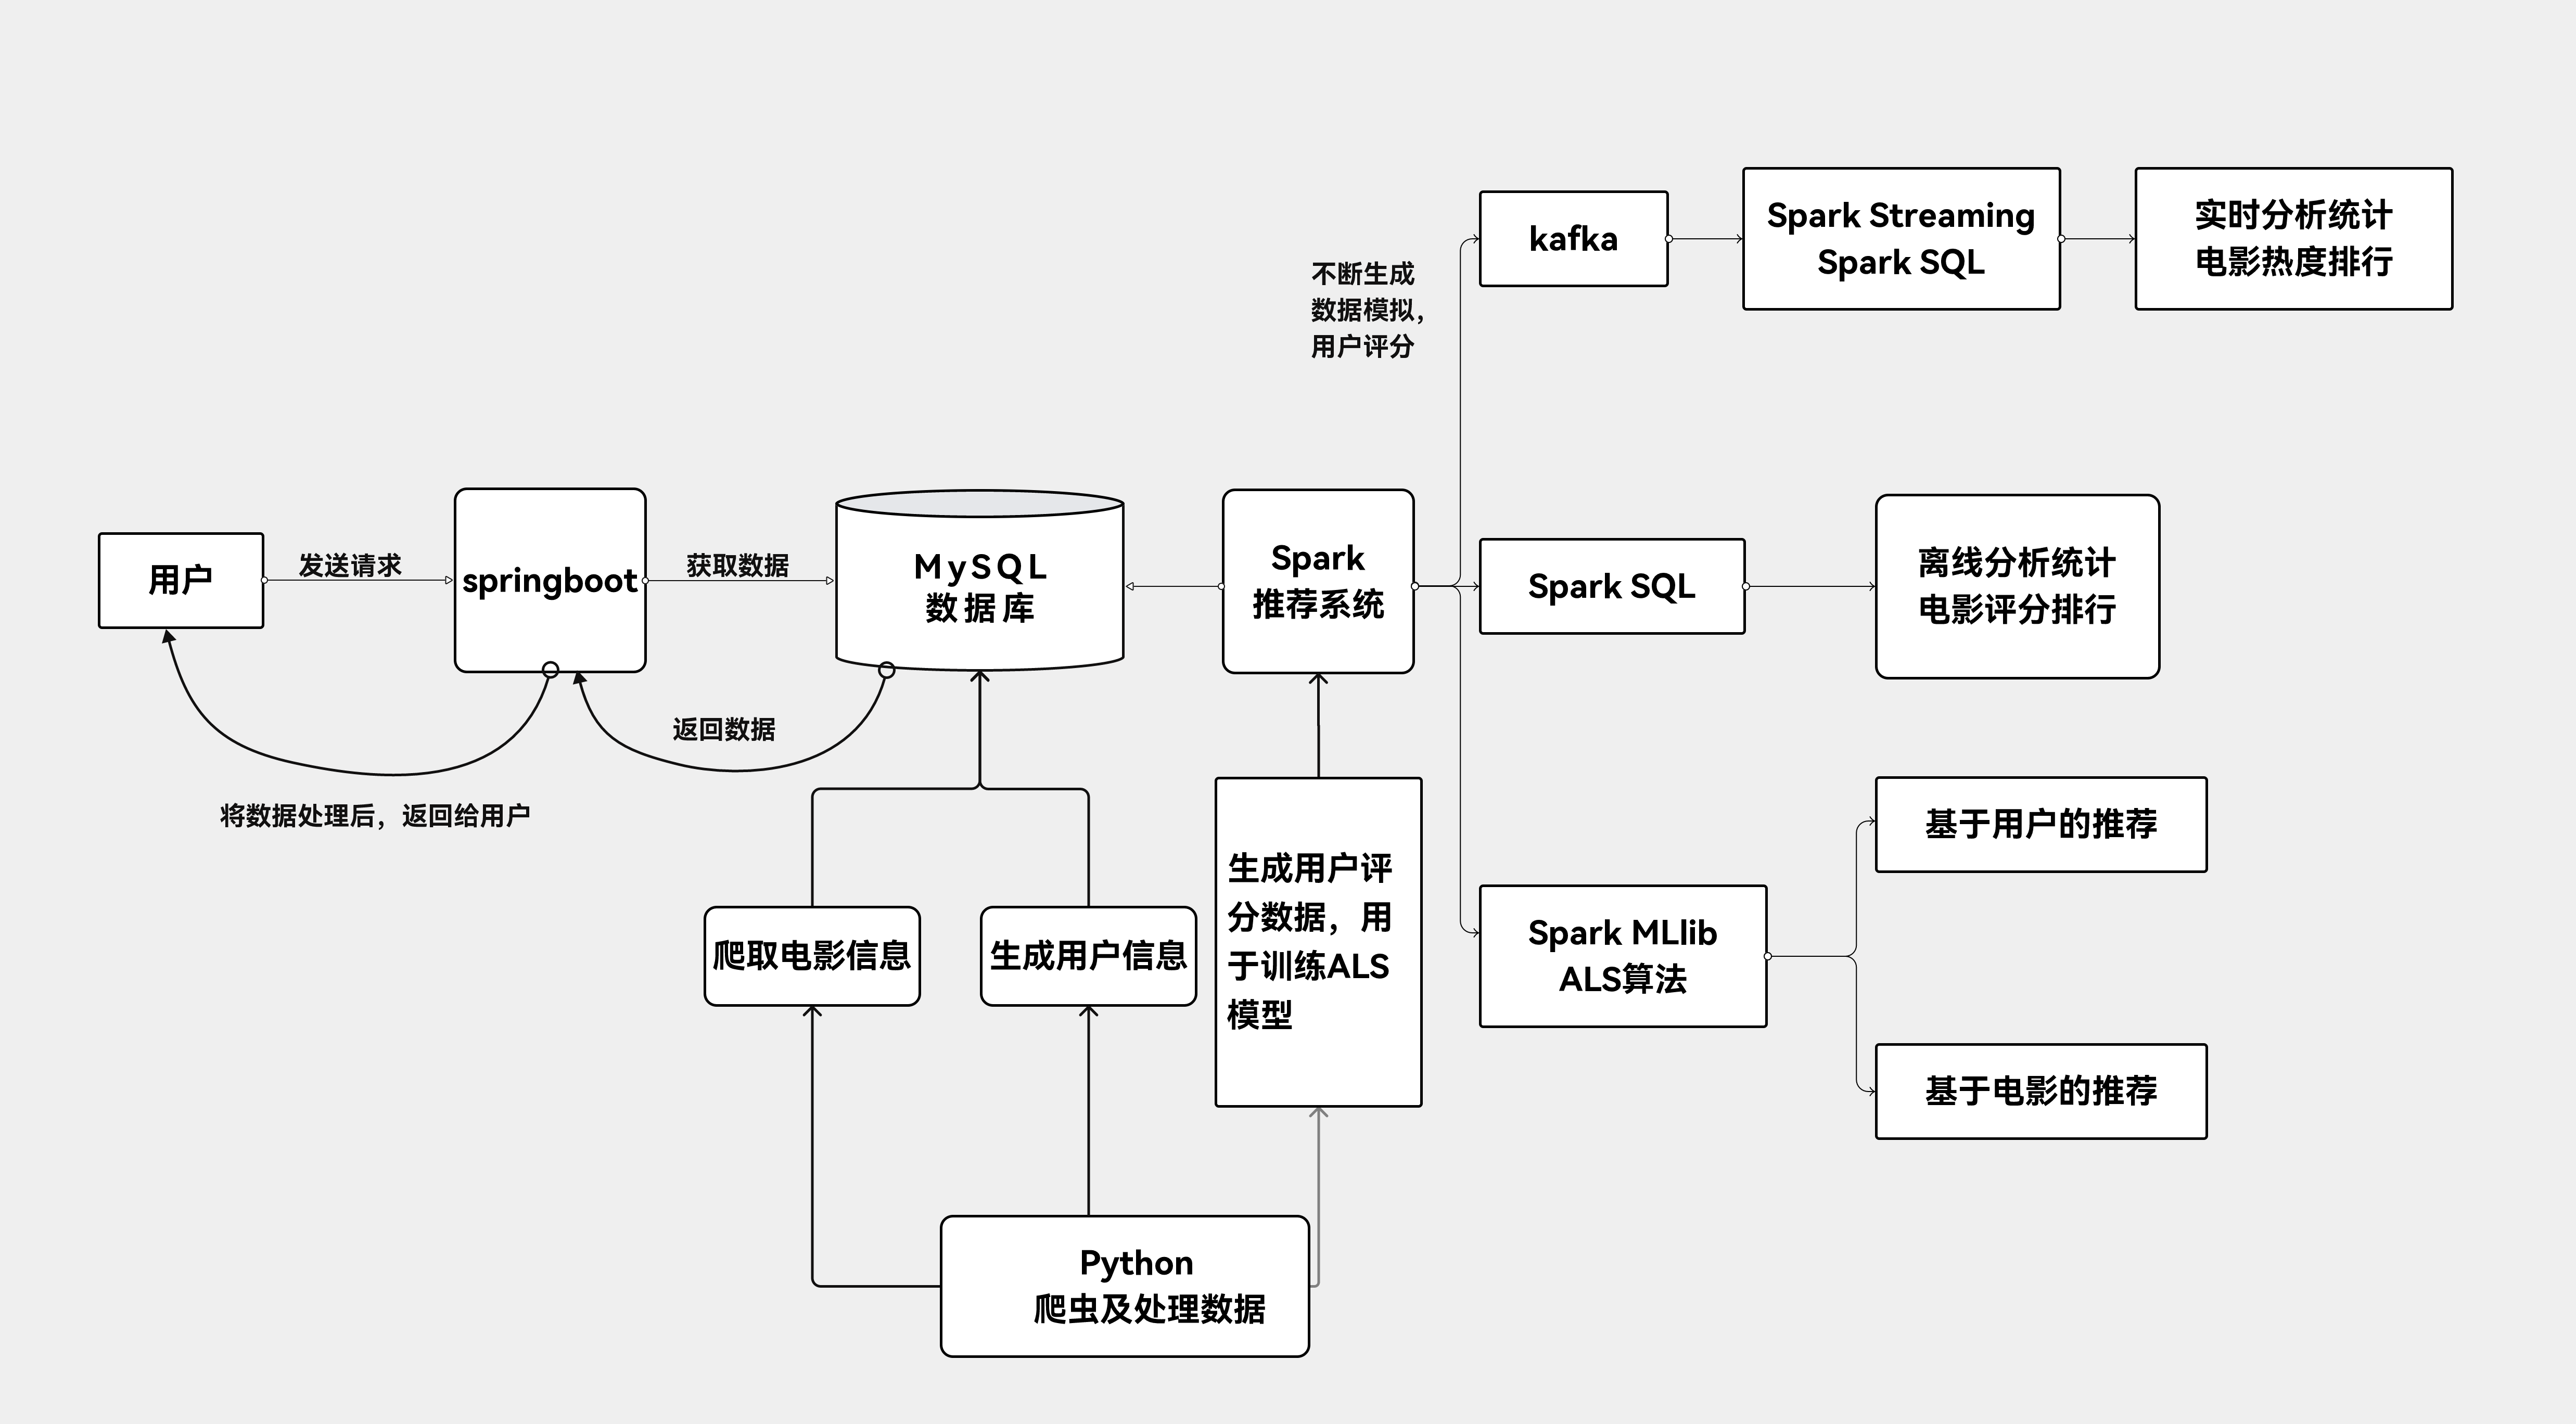 kafka
Spark Streaming
Spark SQL
实时分析统计
电影热度排行
不断生成
数据模拟，
用户评分
用户
发送请求
springboot
获取数据
MySQL
数据库
Spark
推荐系统
Spark SQL
离线分析统计
电影评分排行
返回数据
将数据处理后，返回给用户
爬取电影信息
生成用户信息
生成用户评
分数据，用
于训练ALS
模型
Spark MLlib
ALS算法
基于用户的推荐
基于电影的推荐
Python
爬虫及处理数据